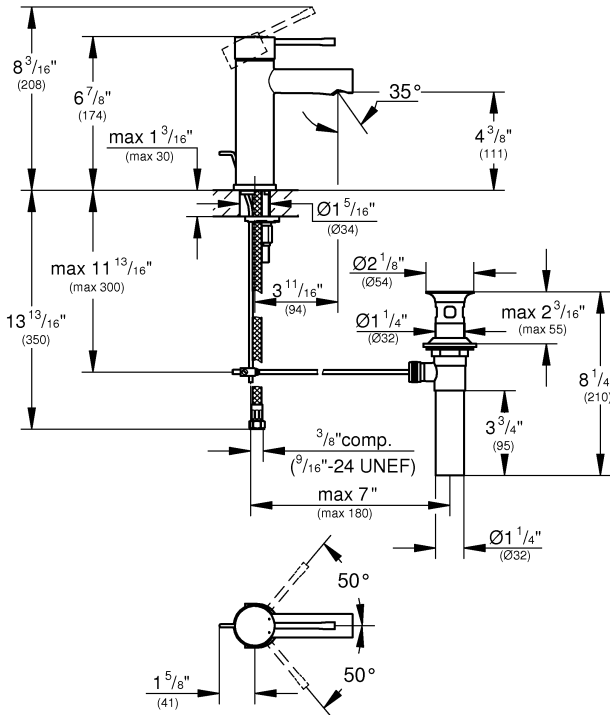 8 3/16"
(208)
6 7/8"
(174)
35°
4 3/8"
(111)
max 1 3/16"
(max 30)
Ø1 5/16"
(Ø34)
max 11 13/16"
(max 300)
Ø2 1/8"
(Ø54)
3 11/16"
(94)
max 2 3/16"
(max 55)
13 13/16"
(350)
Ø1 1/4"
(Ø32)
8 1/4"
(210)
3 3/4"
(95)
3/8"comp.
(9/16"-24 UNEF)
max 7"
(max 180)
Ø1 1/4"
(Ø32)
50°
50°
1 5/8"
(41)